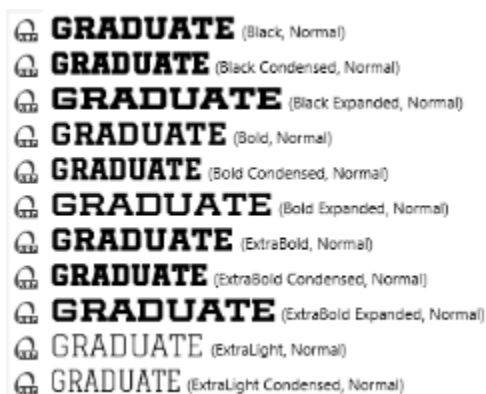 GRADUATE (Black, Normal)
GRADUATE (Black Condensed, Normal)
GRADUATE (Black Expanded, Normal)
GRADUATE (Bold, Normal)
GRADUATE (Bold Condensed, Normal)
GRADUATE (Bold Expanded, Normal)
GRADUATE (ExtraBold, Normal)
GRADUATE (ExtraBold Condensed, Normal)
GRADUATE (ExtraBold Expanded, Normal)
GRADUATE (ExtraLight, Normal)
GRADUATE (ExtraLight Condensed, Normal)